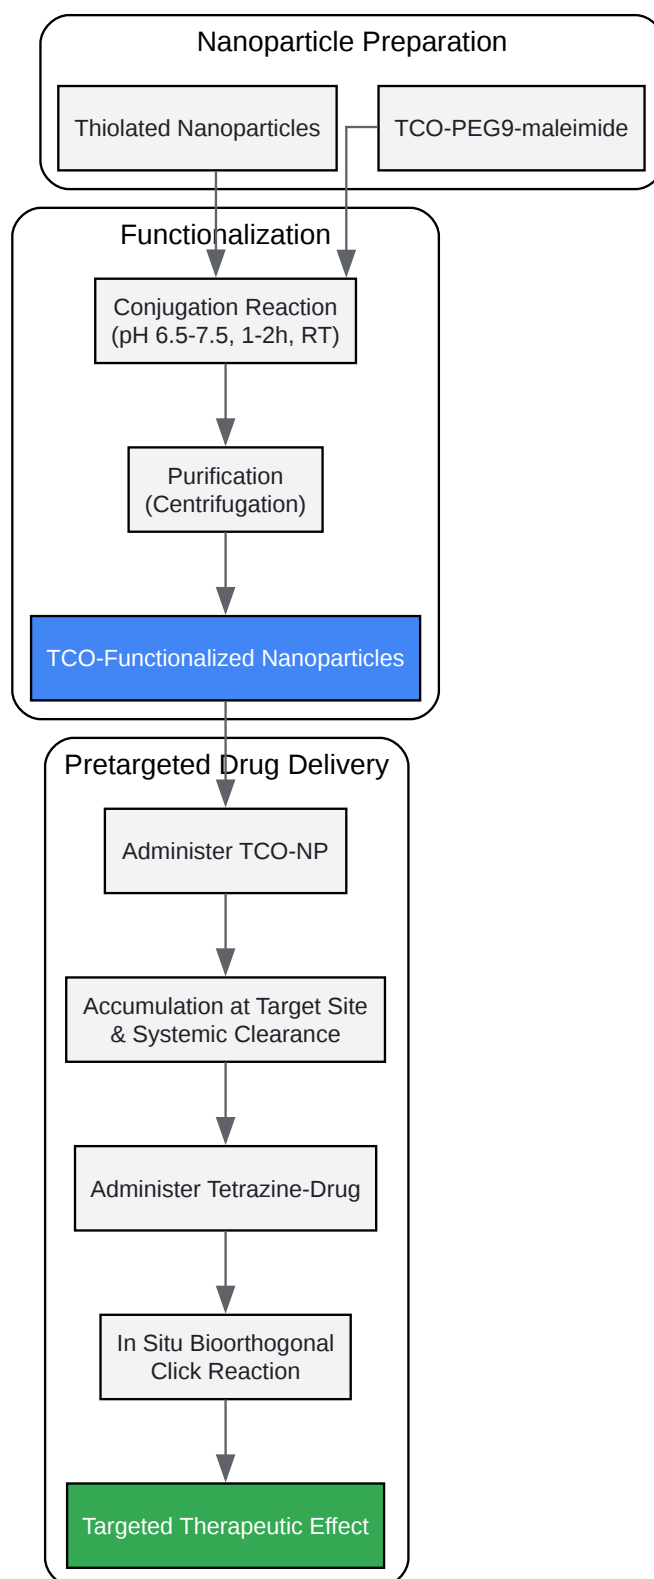 Nanoparticle Preparation
Thiolated Nanoparticles
TCO-PEG9-maleimide
Functionalization
Conjugation Reaction
(pH 6.5-7.5, 1-2h, RT)
Purification
(Centrifugation)
TCO-Functionalized Nanoparticles
Pretargeted Drug Delivery
Administer TCO-NP
Accumulation at Target Site
& Systemic Clearance
Administer Tetrazine-Drug
In Situ Bioorthogonal
Click Reaction
Targeted Therapeutic Effect